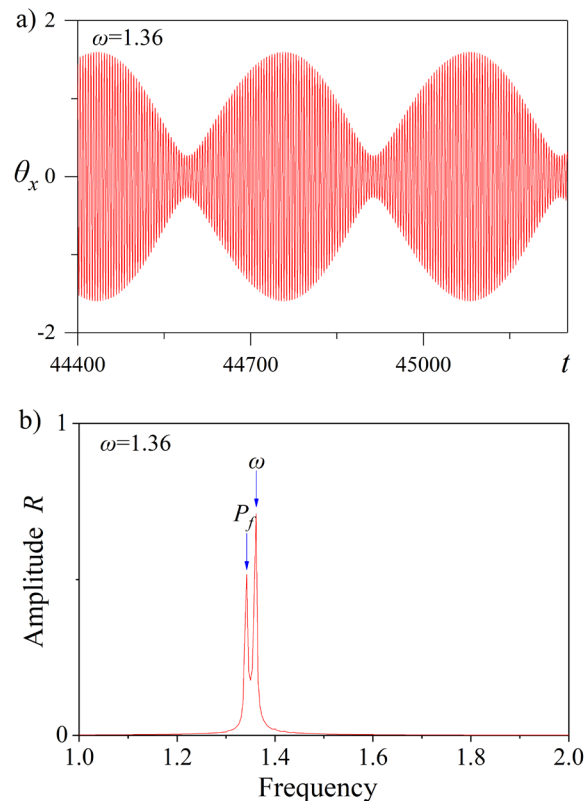 a)
2
ω=1.36
θx 0
-2
44400 44700 45000 t
b)
1
ω=1.36
ω
Pf
Amplitude R
0
1.0 1.2 1.4 1.6 1.8 2.0
Frequency